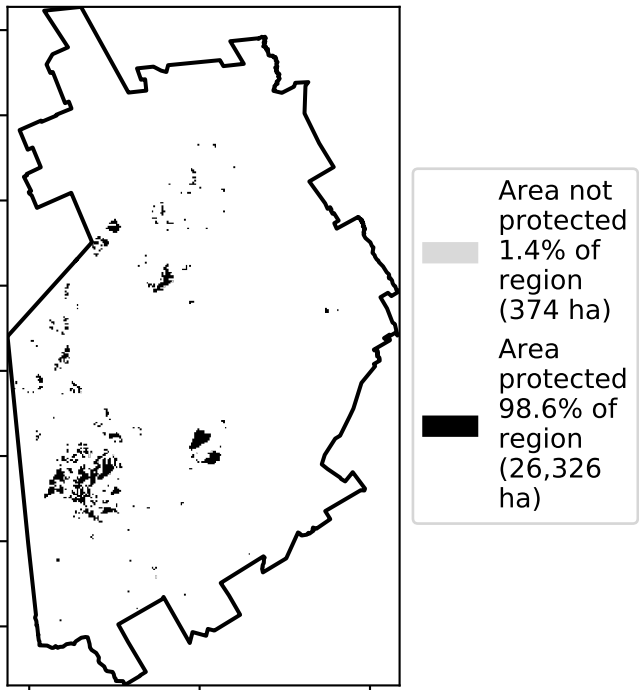 Area not
protected
1.4% of
region
(374 ha)
Area
protected
98.6% of
region
(26,326
ha)